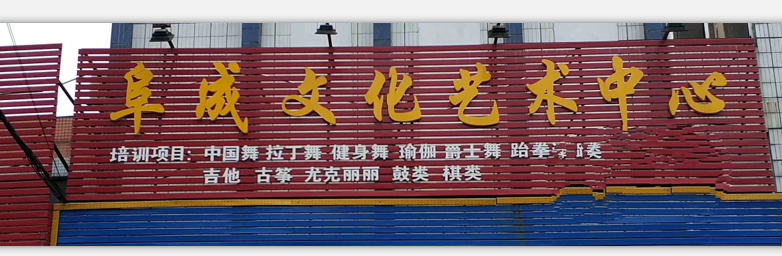 阜成文化艺术中心
培训项目: 中国舞 拉丁舞 健身舞 瑜伽 爵士舞 跆拳 类
吉他 古筝 尤克丽丽 鼓类 棋类